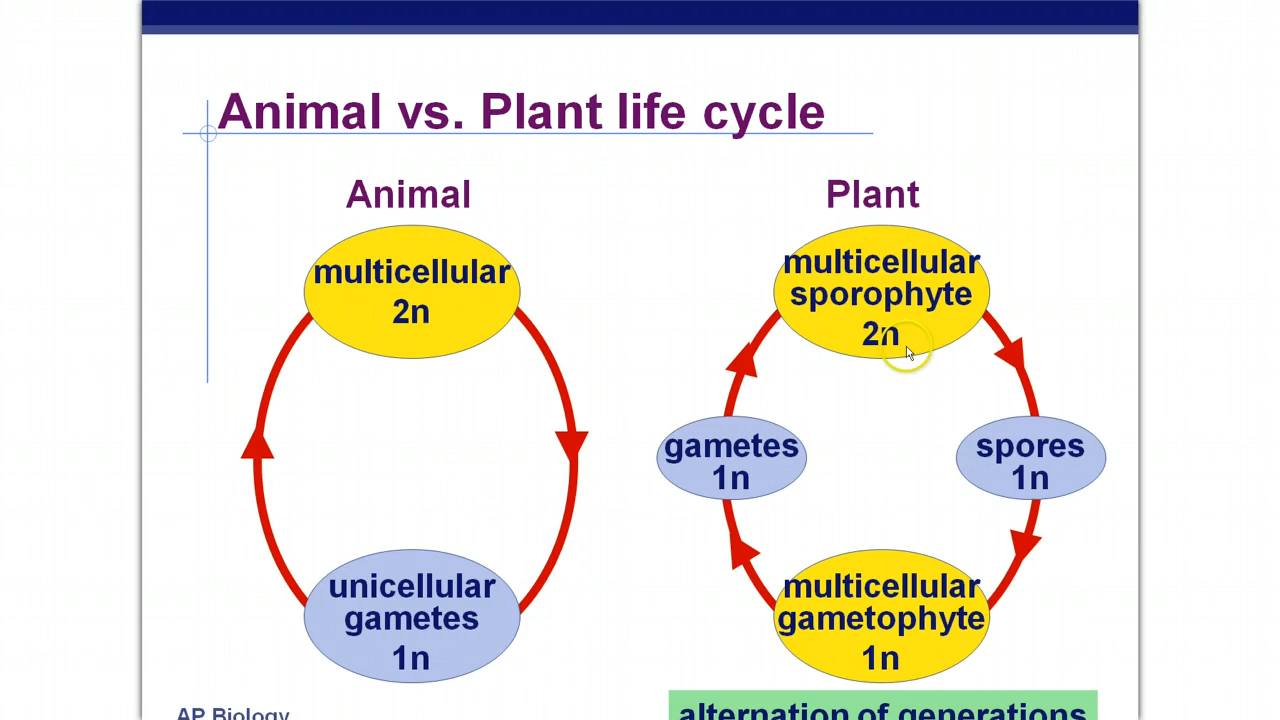 Animal vs. Plant life cycle
Animal
multicellular
2n
unicellular
gametes
1n
Plant
multicellular
sporophyte
2n
gametes
1n
spores
1n
multicellular
gametophyte
1n
AP Biology
alternation of generations